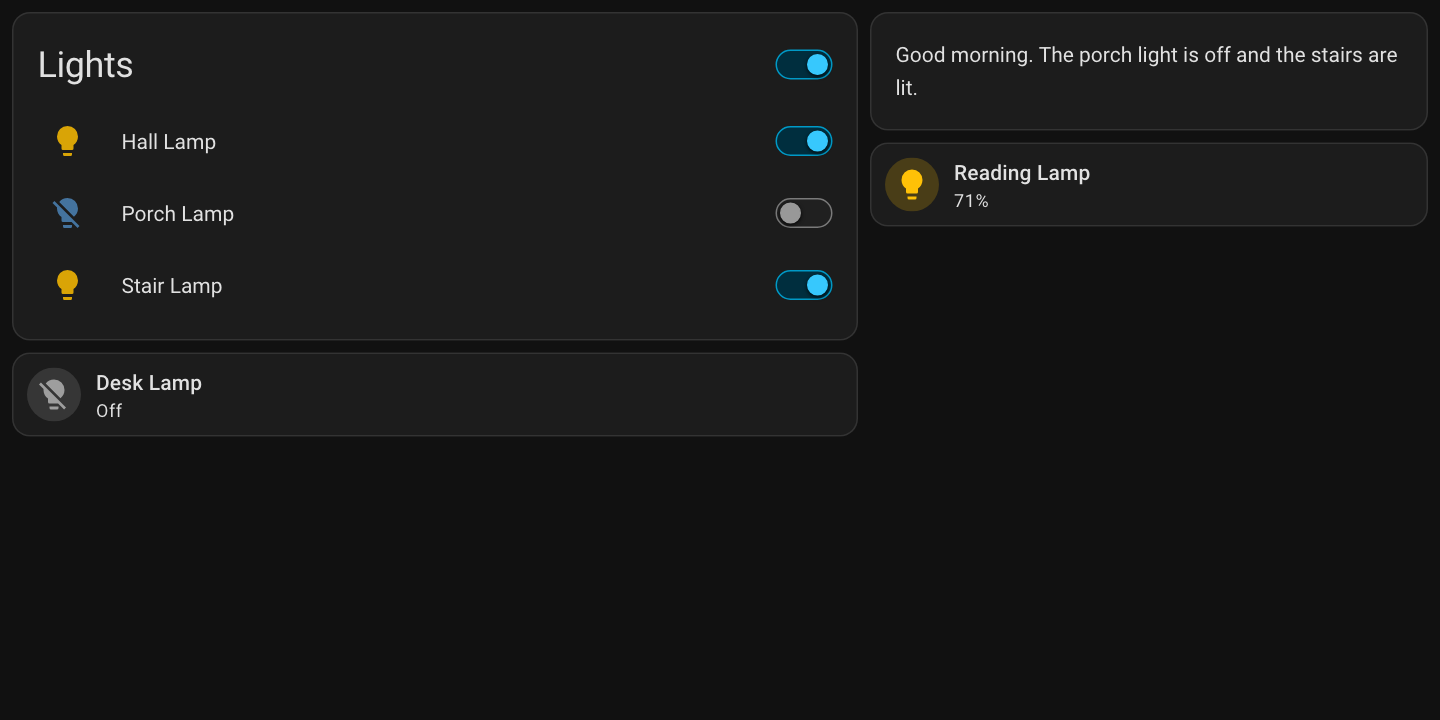 Lights
Hall Lamp
Porch Lamp
Stair Lamp
Desk Lamp
Off
Good morning. The porch light is off and the stairs are
lit.
Reading Lamp
71%